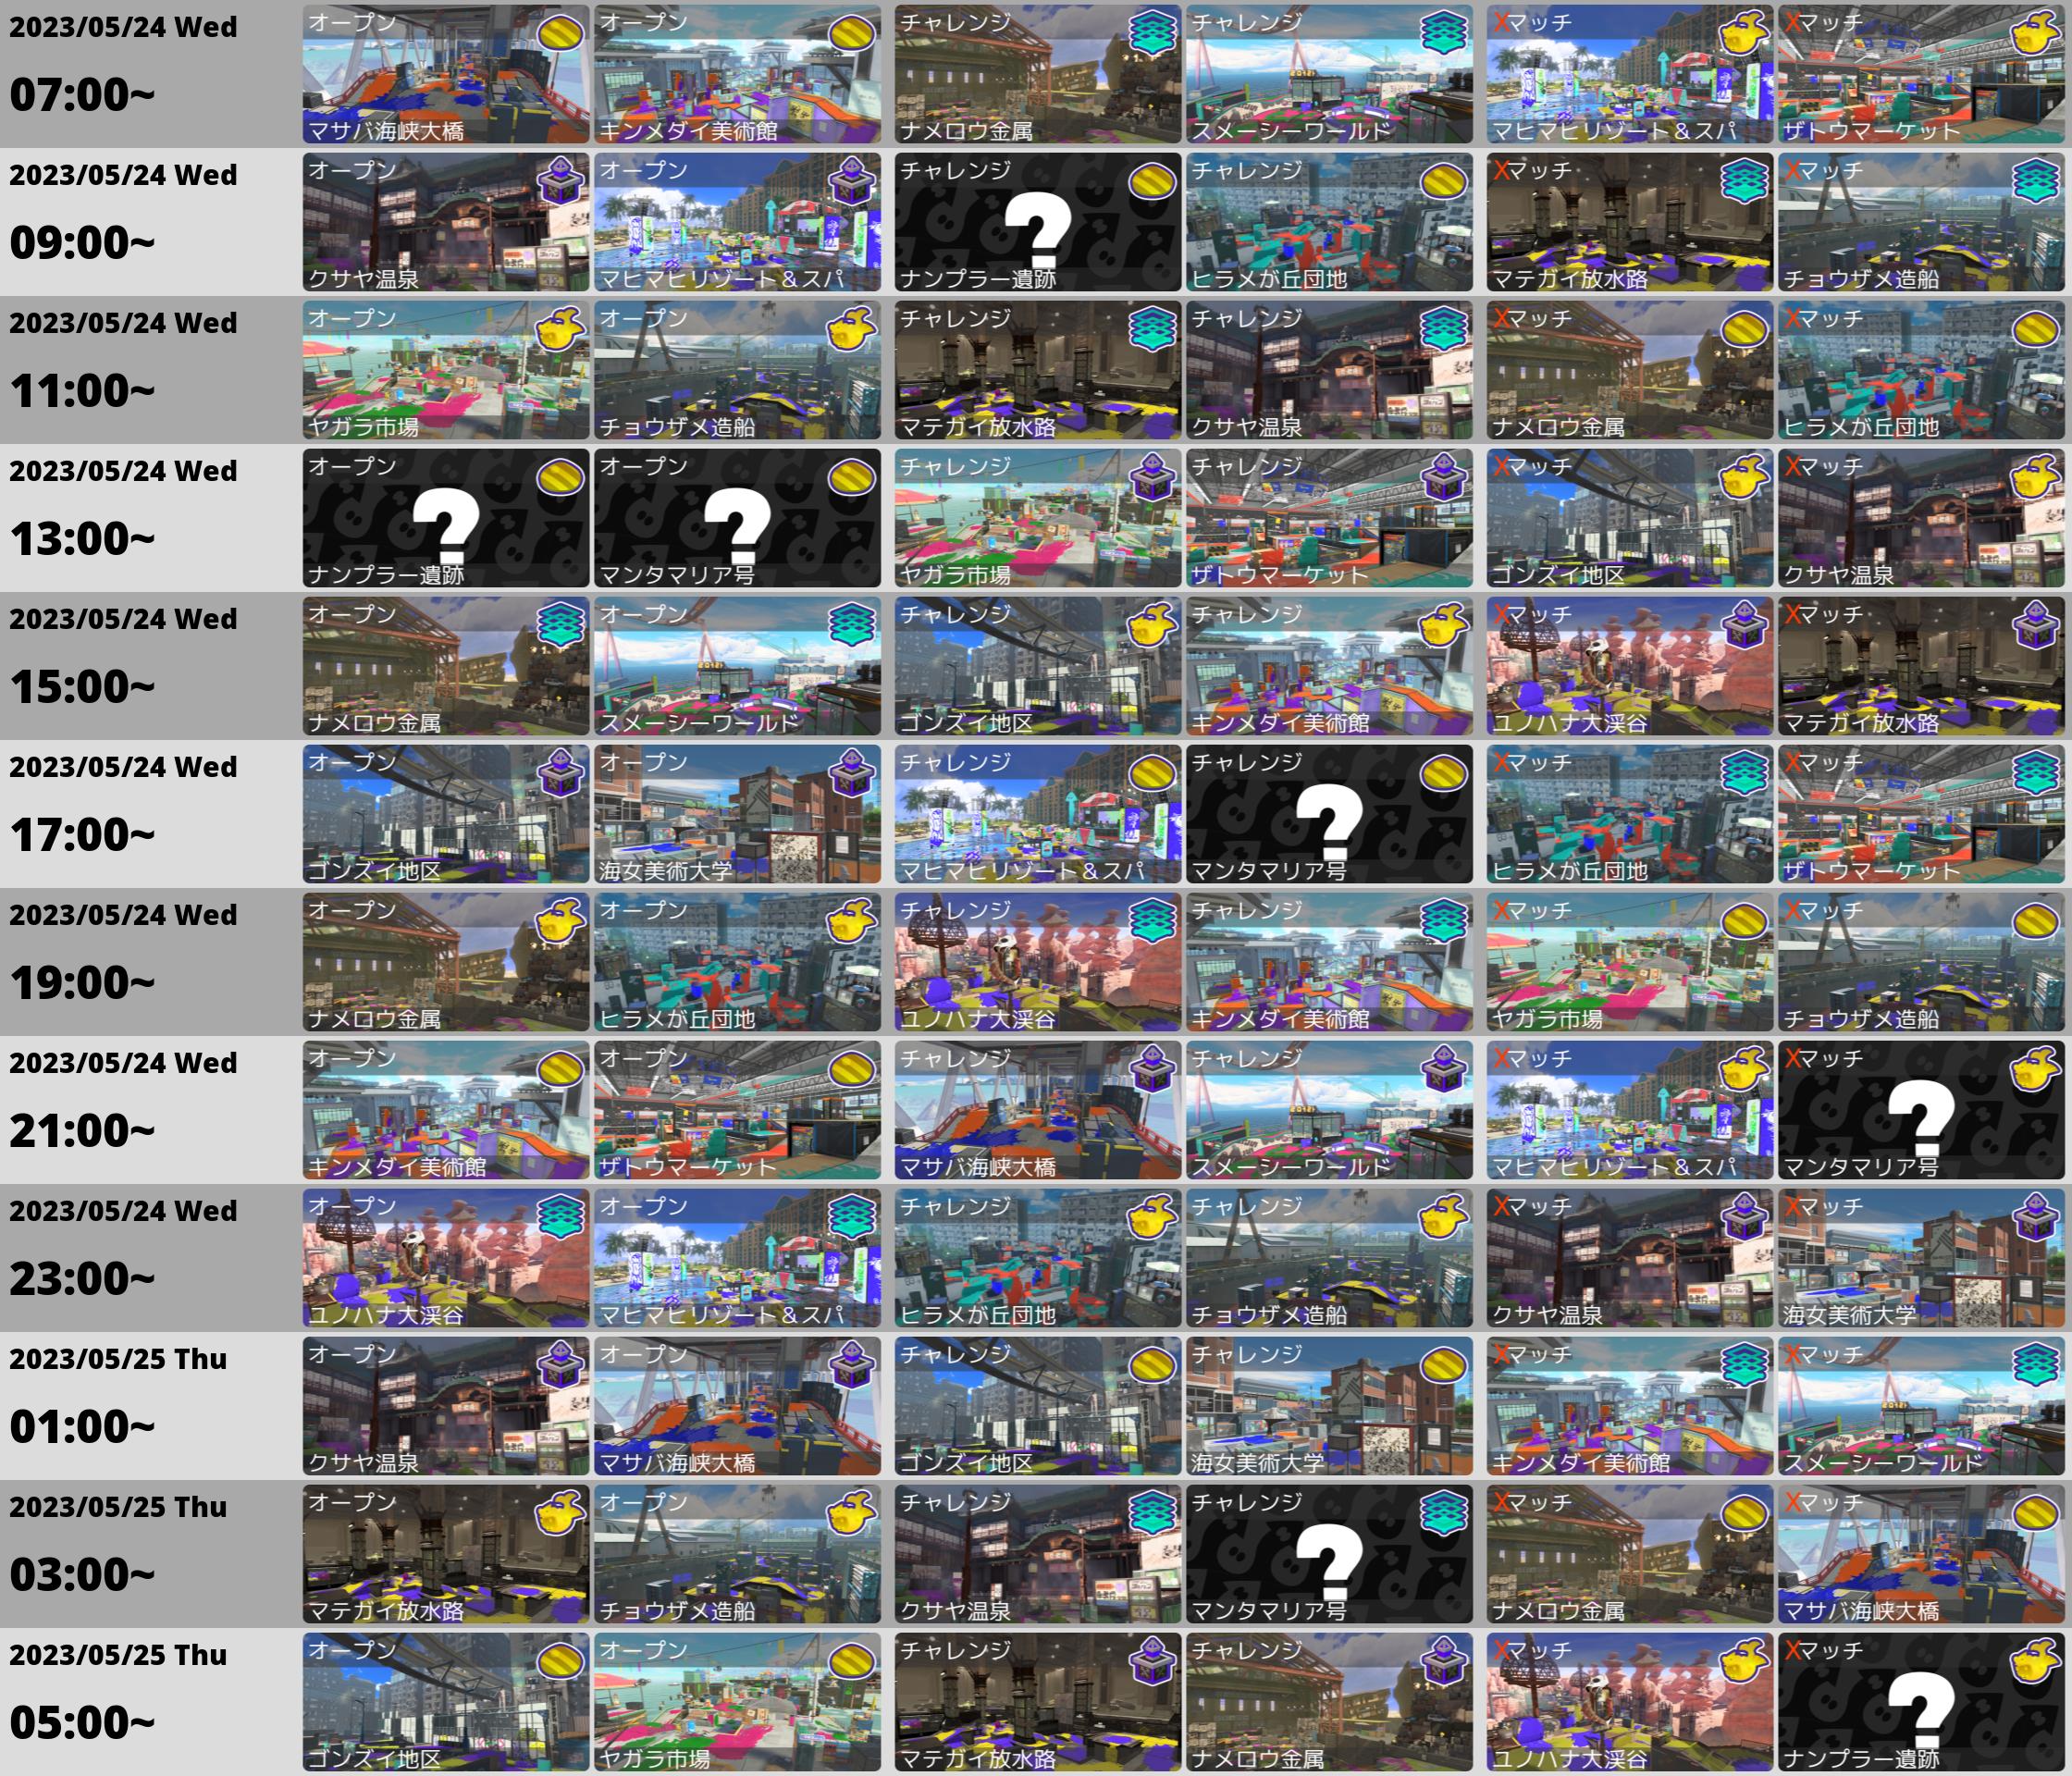 2023/05/24 Wed
07:00~
オープン
マサバ海峡大橋
オープン
キンメダイ美術館
チャレンジ
ナメロウ金属
チャレンジ
スメーシーワールド
Xマッチ
マヒマヒリゾート＆スパ
Xマッチ
ザトウマーケット
2023/05/24 Wed
09:00~
オープン
クサヤ温泉
オープン
マヒマヒリゾート＆スパ
チャレンジ
?
ナンプラー遺跡
チャレンジ
ヒラメが丘団地
Xマッチ
マテガイ放水路
Xマッチ
チョウザメ造船
2023/05/24 Wed
11:00~
オープン
ヤガラ市場
オープン
チョウザメ造船
チャレンジ
マテガイ放水路
チャレンジ
クサヤ温泉
Xマッチ
ナメロウ金属
Xマッチ
ヒラメが丘団地
2023/05/24 Wed
13:00~
オープン
?
ナンプラー遺跡
オープン
?
マンタマリア号
チャレンジ
ヤガラ市場
チャレンジ
ザトウマーケット
Xマッチ
ゴンズイ地区
Xマッチ
クサヤ温泉
2023/05/24 Wed
15:00~
オープン
ナメロウ金属
オープン
スメーシーワールド
チャレンジ
ゴンズイ地区
チャレンジ
キンメダイ美術館
Xマッチ
ユノハナ大渓谷
Xマッチ
マテガイ放水路
2023/05/24 Wed
17:00~
オープン
ゴンズイ地区
オープン
海女美術大学
チャレンジ
マヒマヒリゾート＆スパ
チャレンジ
?
マンタマリア号
Xマッチ
ヒラメが丘団地
Xマッチ
ザトウマーケット
2023/05/24 Wed
19:00~
オープン
ナメロウ金属
オープン
ヒラメが丘団地
チャレンジ
ユノハナ大渓谷
チャレンジ
キンメダイ美術館
Xマッチ
ヤガラ市場
Xマッチ
チョウザメ造船
2023/05/24 Wed
21:00~
オープン
キンメダイ美術館
オープン
ザトウマーケット
チャレンジ
マサバ海峡大橋
チャレンジ
スメーシーワールド
Xマッチ
マヒマヒリゾート＆スパ
Xマッチ
?
マンタマリア号
2023/05/24 Wed
23:00~
オープン
ユノハナ大渓谷
オープン
マヒマヒリゾート＆スパ
チャレンジ
ヒラメが丘団地
チャレンジ
チョウザメ造船
Xマッチ
クサヤ温泉
Xマッチ
海女美術大学
2023/05/25 Thu
01:00~
オープン
クサヤ温泉
オープン
マサバ海峡大橋
チャレンジ
ゴンズイ地区
チャレンジ
海女美術大学
Xマッチ
キンメダイ美術館
Xマッチ
スメーシーワールド
2023/05/25 Thu
03:00~
オープン
マテガイ放水路
オープン
チョウザメ造船
チャレンジ
クサヤ温泉
チャレンジ
?
マンタマリア号
Xマッチ
ナメロウ金属
Xマッチ
マサバ海峡大橋
2023/05/25 Thu
05:00~
オープン
ゴンズイ地区
オープン
ヤガラ市場
チャレンジ
マテガイ放水路
チャレンジ
ナメロウ金属
Xマッチ
ユノハナ大渓谷
Xマッチ
?
ナンプラー遺跡